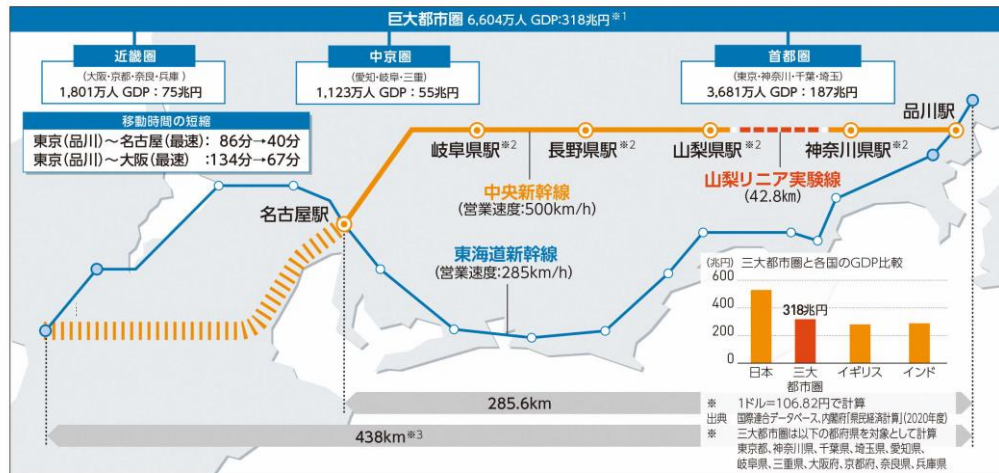 巨大都市圏 6,604万人 GDP:318兆円※1
近畿圏
(大阪・京都・奈良・兵庫)
1,801万人 GDP：75兆円
中京圏
(愛知・岐阜・三重)
1,123万人 GDP：55兆円
首都圏
(東京・神奈川・千葉・埼玉)
3,681万人 GDP：187兆円
移動時間の短縮
東京(品川)～名古屋(最速)：86分→40分
東京(品川)～大阪(最速)：134分→67分
品川駅
岐阜県駅※2
長野県駅※2
山梨県駅※2
神奈川県駅※2
中央新幹線
(営業速度:500km/h)
山梨リニア実験線
(42.8km)
名古屋駅
東海道新幹線
(営業速度:285km/h)
(兆円) 三大都市圏と各国のGDP比較
600
400
200
0
318兆円
日本
三大都市圏
イギリス
インド
285.6km
438km※3
※ 1ドル=106.82円で計算
出典 国際連合データベース、内閣府「県民経済計算」(2020年度)
※ 三大都市圏は以下の都府県を対象として計算
東京都、神奈川県、千葉県、埼玉県、愛知県、
岐阜県、三重県、大阪府、京都府、奈良県、兵庫県